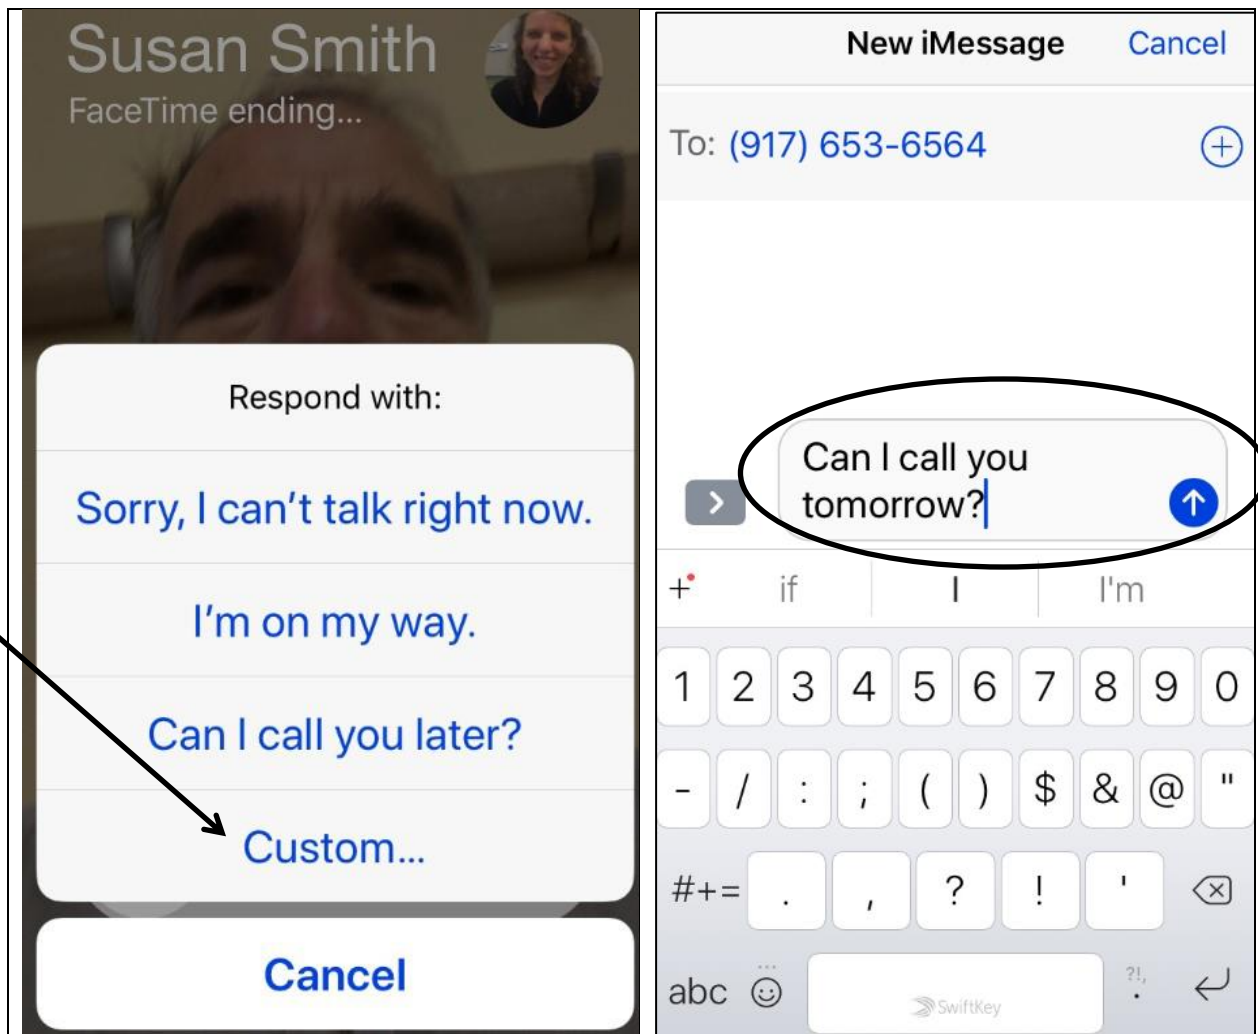 Susan Smith
FaceTime ending...
Respond with:
Sorry, I can't talk right now.
I'm on my way.
Can I call you later?
Custom...
Cancel
New iMessage Cancel
To: (917) 653-6564
Can I call you
tomorrow?
if I I'm
1 2 3 4 5 6 7 8 9 0
- / : ; ( ) $ & @ "
#+= . , ? ! '
abc SwiftKey ?!, .